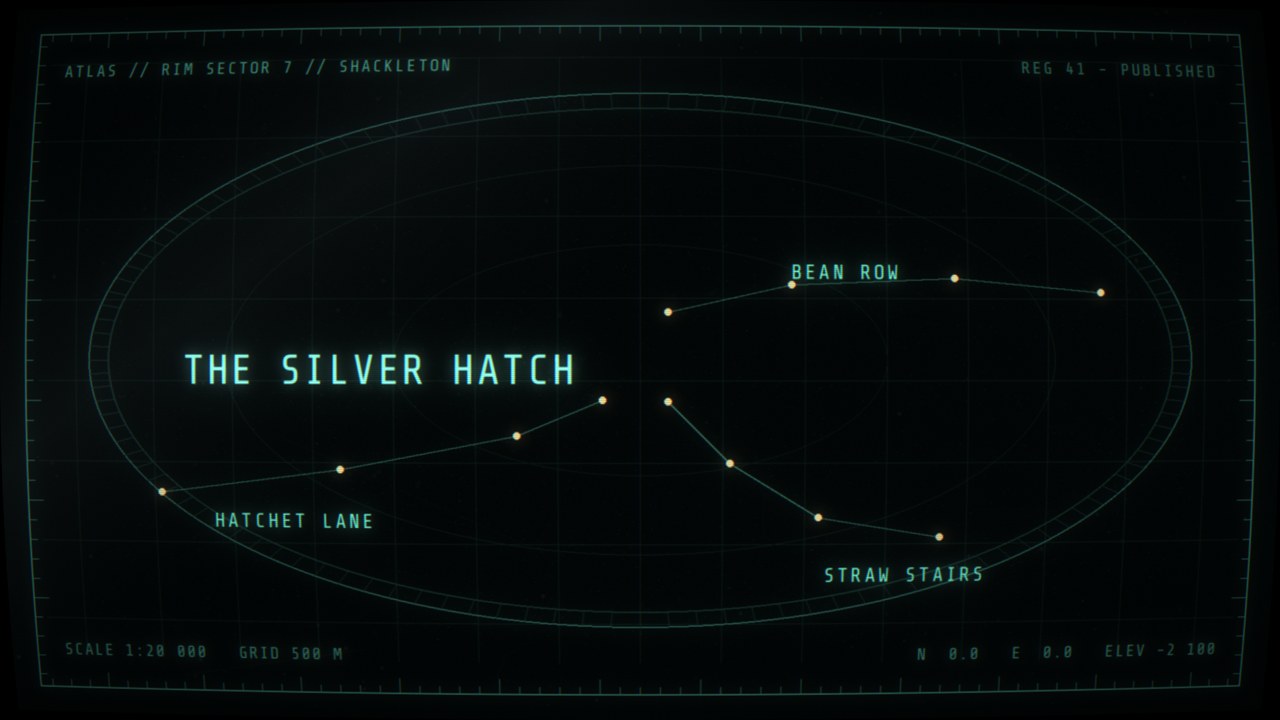 ATLAS // RIM SECTOR 7 // SHACKLETON
REG 41 - PUBLISHED
BEAN ROW
THE SILVER HATCH
HATCHET LANE
STRAW STAIRS
SCALE 1:20 000 GRID 500 M
N 0.0 E 0.0 ELEV -2 100